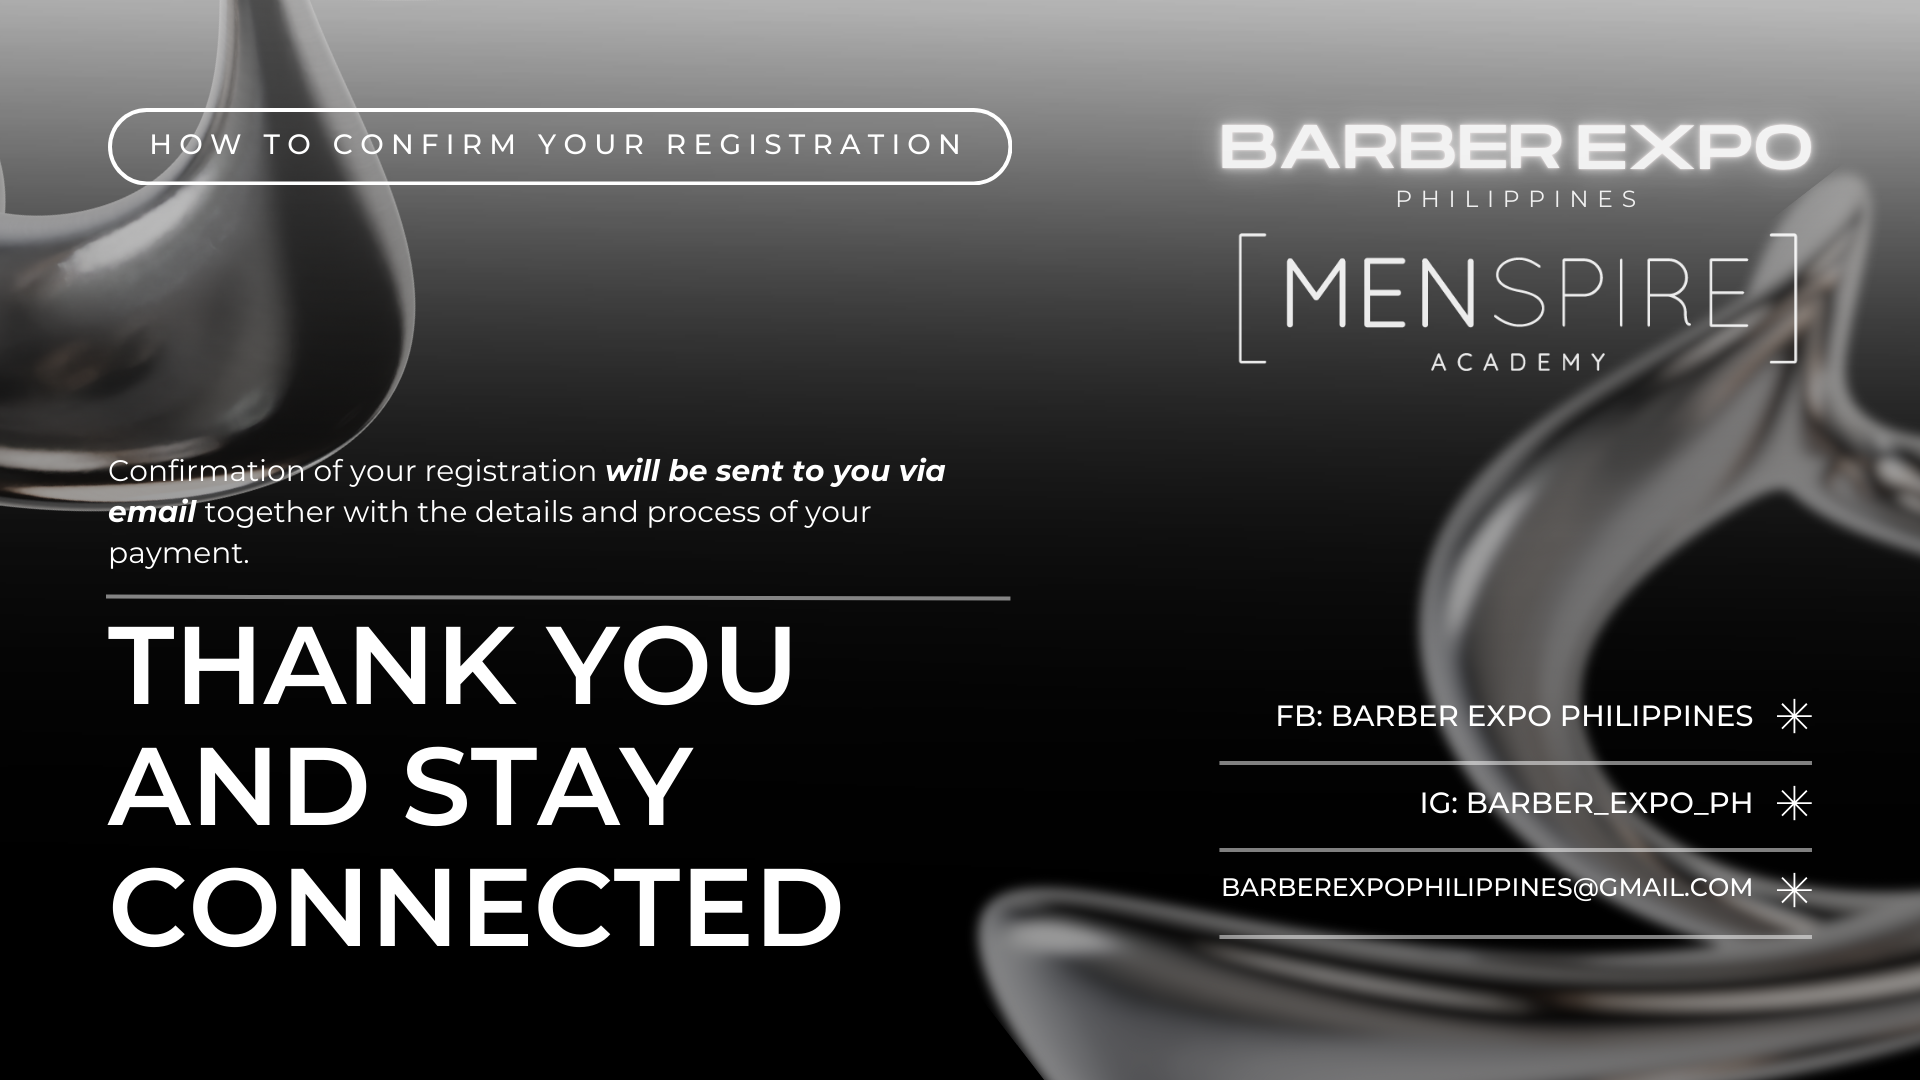 HOW TO CONFIRM YOUR REGISTRATION
BARBER EXPO
PHILIPPINES
[MENSPIRE]
ACADEMY
Confirmation of your registration will be sent to you via
email together with the details and process of your
payment.
THANK YOU
AND STAY
CONNECTED
FB: BARBER EXPO PHILIPPINES
IG: BARBER_EXPO_PH
BARBEREXPOPHILIPPINES@GMAIL.COM